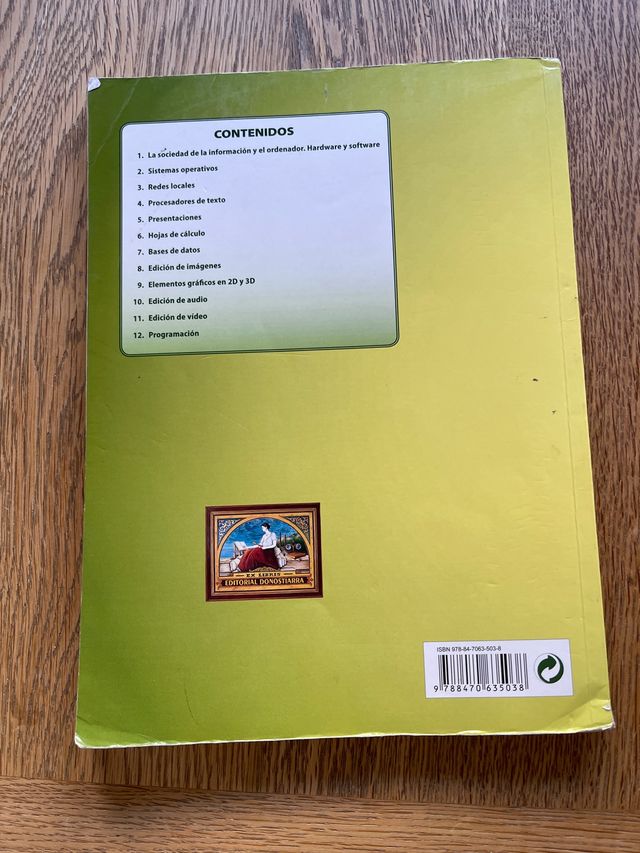 CONTENIDOS
1. La sociedad de la información y el ordenador. Hardware y software
2. Sistemas operativos
3. Redes locales
4. Procesadores de texto
5. Presentaciones
6. Hojas de cálculo
7. Bases de datos
8. Edición de imágenes
9. Elementos gráficos en 2D y 3D
10. Edición de audio
11. Edición de vídeo
12. Programación
EX LIBRIS
EDITORIAL DONOSTIARRA
ISBN 978-84-7063-503-8
9 788470 635038